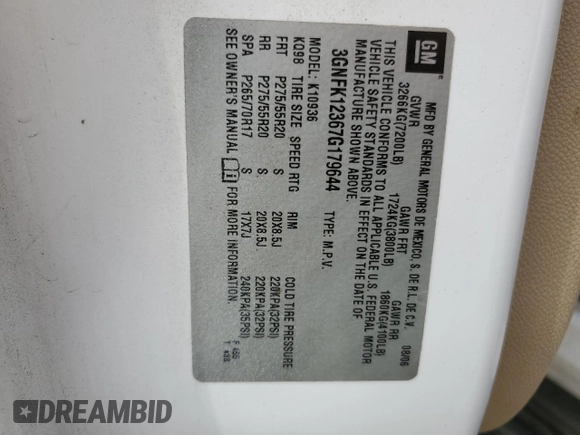 GM
MFD BY GENERAL MOTORS DE MEXICO, S. DE R.L. DE C.V. 08/06
GVWR GAWR FRT GAWR RR
3266KG(7200LB) 1724KG(3800LB) 1860KG(4100LB)
THIS VEHICLE CONFORMS TO ALL APPLICABLE U.S. FEDERAL MOTOR
VEHICLE SAFETY STANDARDS IN EFFECT ON THE DATE OF
MANUFACTURE SHOWN ABOVE.
3GNFK12367G179644 TYPE: M.P.V.
K10936
KQ98 TIRE SIZE SPEED RTG RIM COLD TIRE PRESSURE
FRT P275/55R20 S 20X8.5J 220KPA(32PSI)
RR P275/55R20 S 20X8.5J 220KPA(32PSI)
SPA P265/70R17 S 17X7J 240KPA(35PSI)
SEE OWNER'S MANUAL FOR MORE INFORMATION.
DREAMBID